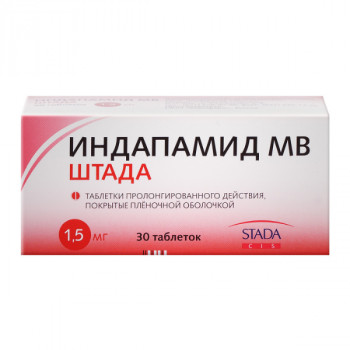 ИНДАПАМИД МВ
ШТАДА
ТАБЛЕТКИ ПРОЛОНГИРОВАННОГО ДЕЙСТВИЯ,
ПОКРЫТЫЕ ПЛЁНОЧНОЙ ОБОЛОЧКОЙ
1,5 мг
30 таблеток
STADA
CIS